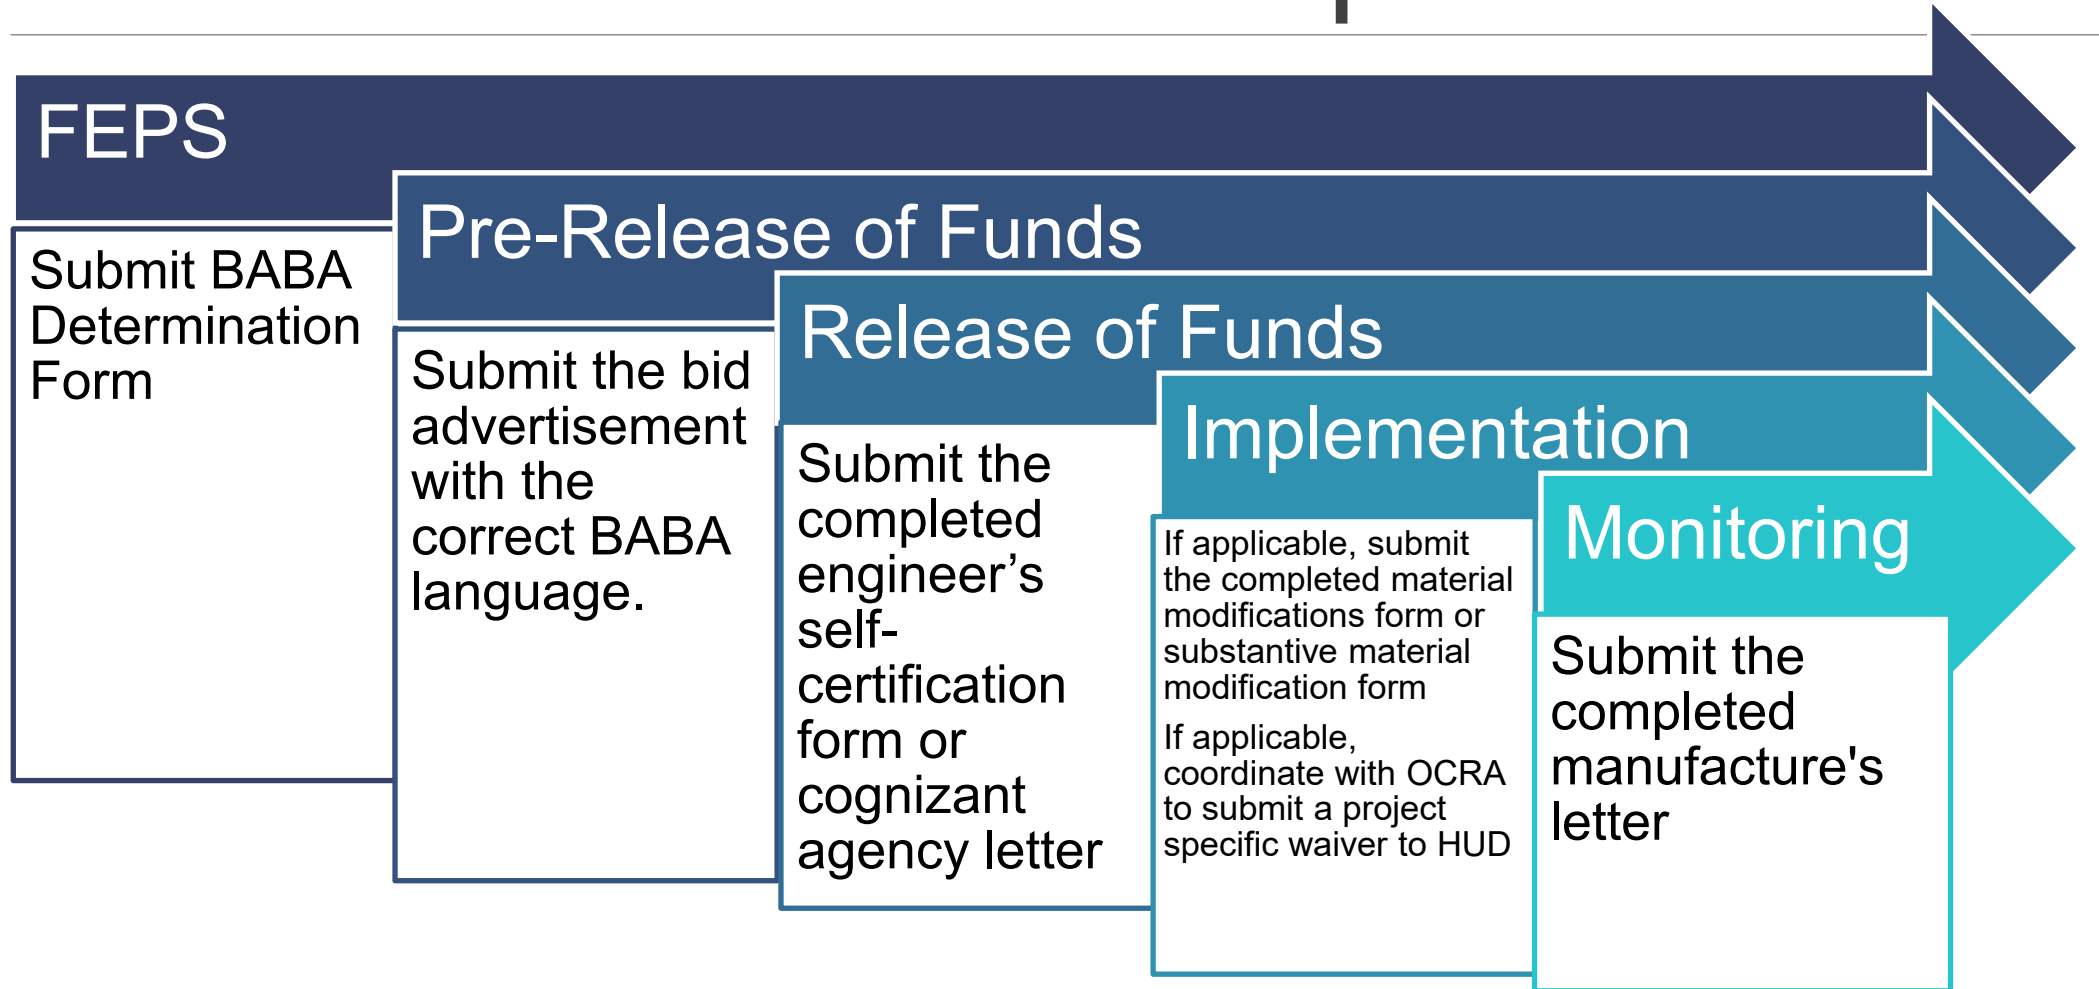 FEPS
Submit BABA
Determination
Form
Pre-Release of Funds
Submit the bid
advertisement
with the
correct BABA
language.
Release of Funds
Submit the
completed
engineer’s
self-
certification
form or
cognizant
agency letter
Implementation
If applicable, submit
the completed material
modifications form or
substantive material
modification form
If applicable,
coordinate with OCRA
to submit a project
specific waiver to HUD
Monitoring
Submit the
completed
manufacture's
letter